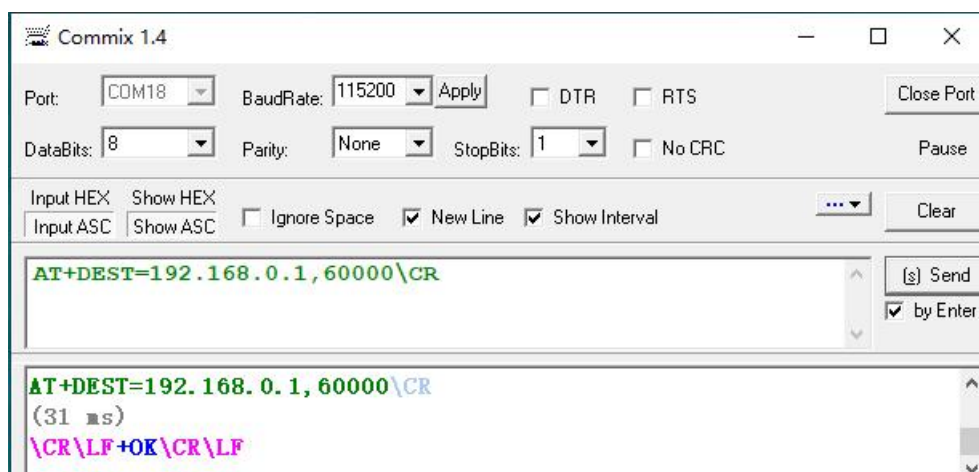 Commix 1.4
Port: COM18 BaudRate: 115200 Apply DTR RTS Close Port
DataBits: 8 Parity: None StopBits: 1 No CRC Pause
Input HEX Show HEX
Input ASC Show ASC Ignore Space New Line Show Interval ... Clear
AT+DEST=192.168.0.1,60000\CR
(s) Send
by Enter
AT+DEST=192.168.0.1,60000\CR
(31 ms)
\CR\LF+OK\CR\LF